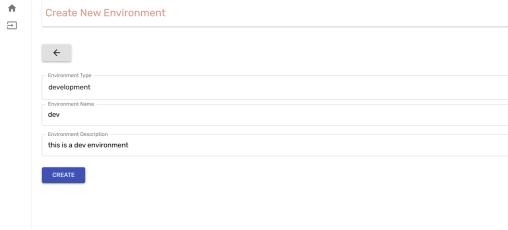 Create New Environment
Environment Type
development
Environment Name
dev
Environment Description
this is a dev environment
CREATE